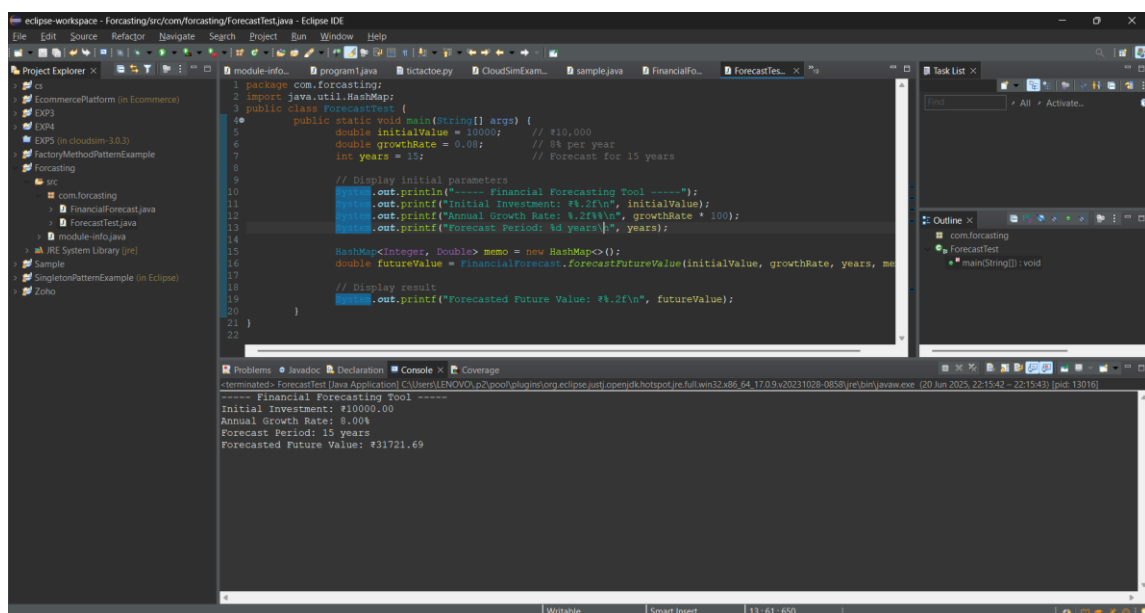 eclipse-workspace - Forcasting/src/com/forcasting/ForecastTest.java - Eclipse IDE
File Edit Source Refactor Navigate Search Project Run Window Help
Project Explorer
cs
EcommercePlatform (in Ecommerce)
EXP3
EXP4
EXP5 (in cloudsim-3.0.3)
FactoryMethodPatternExample
Forcasting
src
com.forcasting
FinancialForecast.java
ForecastTest.java
module-info.java
JRE System Library [jre]
Sample
SingletonPatternExample (in Eclipse)
Zoho
module-info... program1.java tictactoe.py CloudSimExam... sample.java FinancialFo... ForecastTes...
1 package com.forcasting;
2 import java.util.HashMap;
3 public class ForecastTest {
4 public static void main(String[] args) {
5 double initialValue = 10000; // ₹10,000
6 double growthRate = 0.08; // 8% per year
7 int years = 15; // Forecast for 15 years
8
9 // Display initial parameters
10 System.out.println("----- Financial Forecasting Tool -----");
11 System.out.printf("Initial Investment: ₹%.2f\n", initialValue);
12 System.out.printf("Annual Growth Rate: %.2f%%\n", growthRate * 100);
13 System.out.printf("Forecast Period: %d years\n", years);
14
15 HashMap<Integer, Double> memo = new HashMap<>();
16 double futureValue = FinancialForecast.forecastFutureValue(initialValue, growthRate, years, me
17
18 // Display result
19 System.out.printf("Forecasted Future Value: ₹%.2f\n", futureValue);
20 }
21 }
22
Task List
Find All Activate...
Outline
com.forcasting
ForecastTest
main(String[]) : void
Problems Javadoc Declaration Console Coverage
<terminated> ForecastTest [Java Application] C:\Users\LENOVO\.p2\pool\plugins\org.eclipse.justj.openjdk.hotspot.jre.full.win32.x86_64_17.0.9.v20231028-0858\jre\bin\javaw.exe (20 Jun 2025, 22:15:42 – 22:15:43) [pid: 13016]
----- Financial Forecasting Tool -----
Initial Investment: ₹10000.00
Annual Growth Rate: 8.00%
Forecast Period: 15 years
Forecasted Future Value: ₹31721.69
Writable Smart Insert 13 : 61 : 650